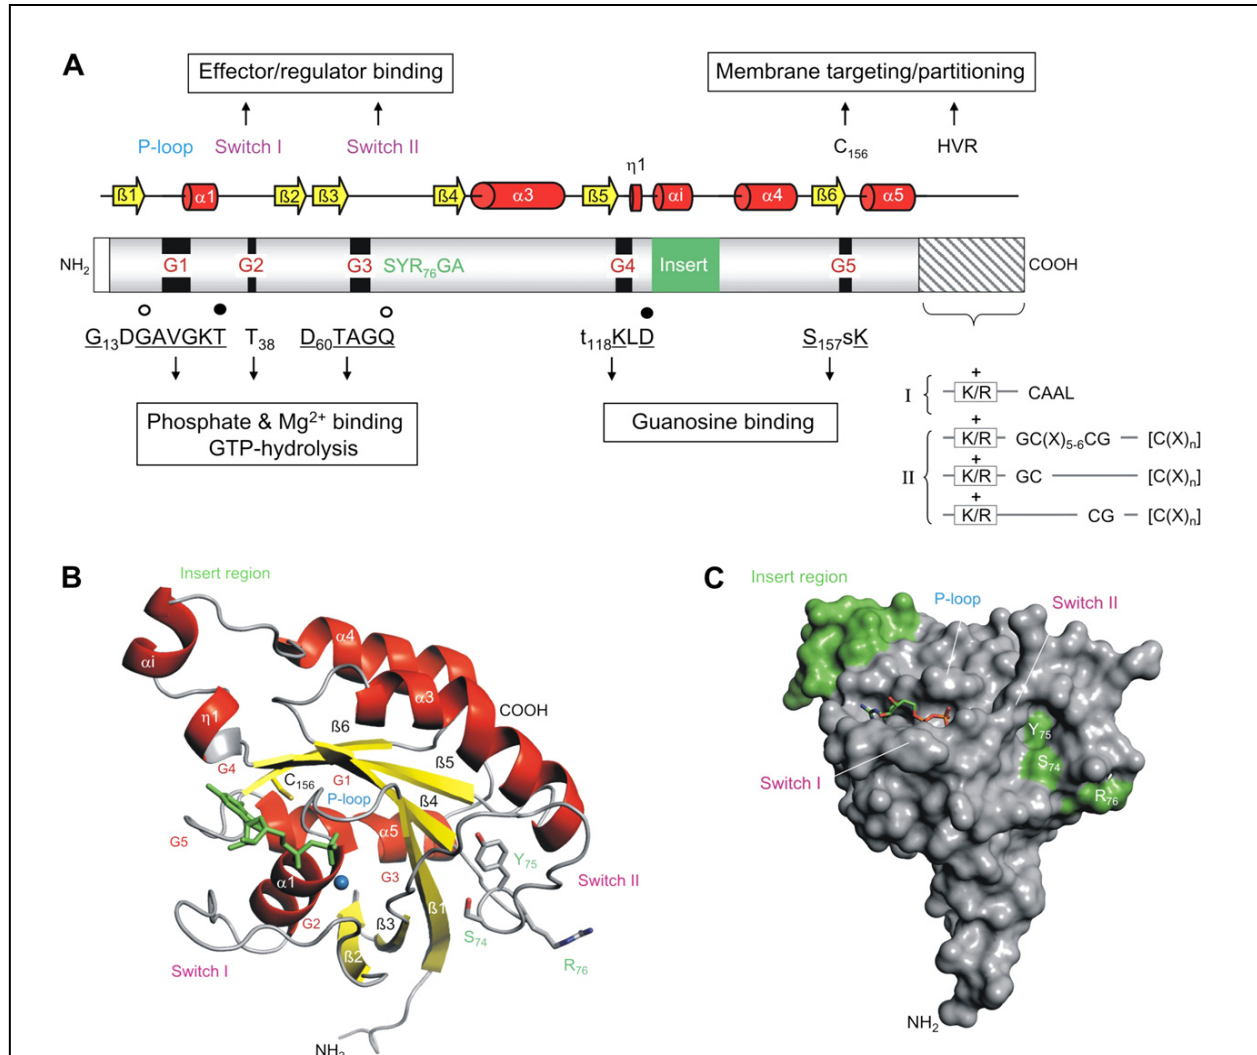 A
Effector/regulator binding
Membrane targeting/partitioning
P-loop Switch I Switch II C156 HVR
η1
ß1 α1 ß2 ß3 ß4 α3 ß5 αi α4 ß6 α5
NH2 G1 G2 G3 SYR76GA G4 Insert G5 COOH
G13DGAVGKT T38 D60TAGQ t118KLD S157sK
Phosphate & Mg2+ binding
GTP-hydrolysis
Guanosine binding
+
I K/R CAAL
+
K/R GC(X)5-6CG [C(X)n]
+
II K/R GC [C(X)n]
+
K/R CG [C(X)n]
B
Insert region
αi
α4
α3
η1
COOH
ß6
ß5
G4
C156
G1
P-loop
ß4
G5
α5
α1
G3
Y75
Switch II
G2
ß3
ß1
S74
ß2
R76
Switch I
NH2
C
Insert region
P-loop
Switch II
Y75
S74
Switch I
R76
NH2